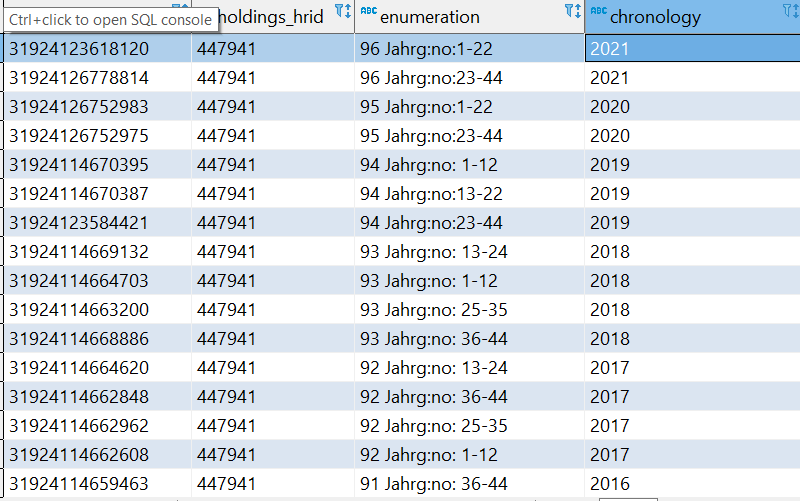 Ctrl+click to open SQL console holdings_hrid ABC enumeration ABC chronology
31924123618120 447941 96 Jahrg:no:1-22 2021
31924126778814 447941 96 Jahrg:no:23-44 2021
31924126752983 447941 95 Jahrg:no:1-22 2020
31924126752975 447941 95 Jahrg:no:23-44 2020
31924114670395 447941 94 Jahrg:no: 1-12 2019
31924114670387 447941 94 Jahrg:no:13-22 2019
31924123584421 447941 94 Jahrg:no:23-44 2019
31924114669132 447941 93 Jahrg:no: 13-24 2018
31924114664703 447941 93 Jahrg:no: 1-12 2018
31924114663200 447941 93 Jahrg:no: 25-35 2018
31924114668886 447941 93 Jahrg:no: 36-44 2018
31924114664620 447941 92 Jahrg:no: 13-24 2017
31924114662848 447941 92 Jahrg:no: 36-44 2017
31924114662962 447941 92 Jahrg:no: 25-35 2017
31924114662608 447941 92 Jahrg:no: 1-12 2017
31924114659463 447941 91 Jahrg:no: 36-44 2016